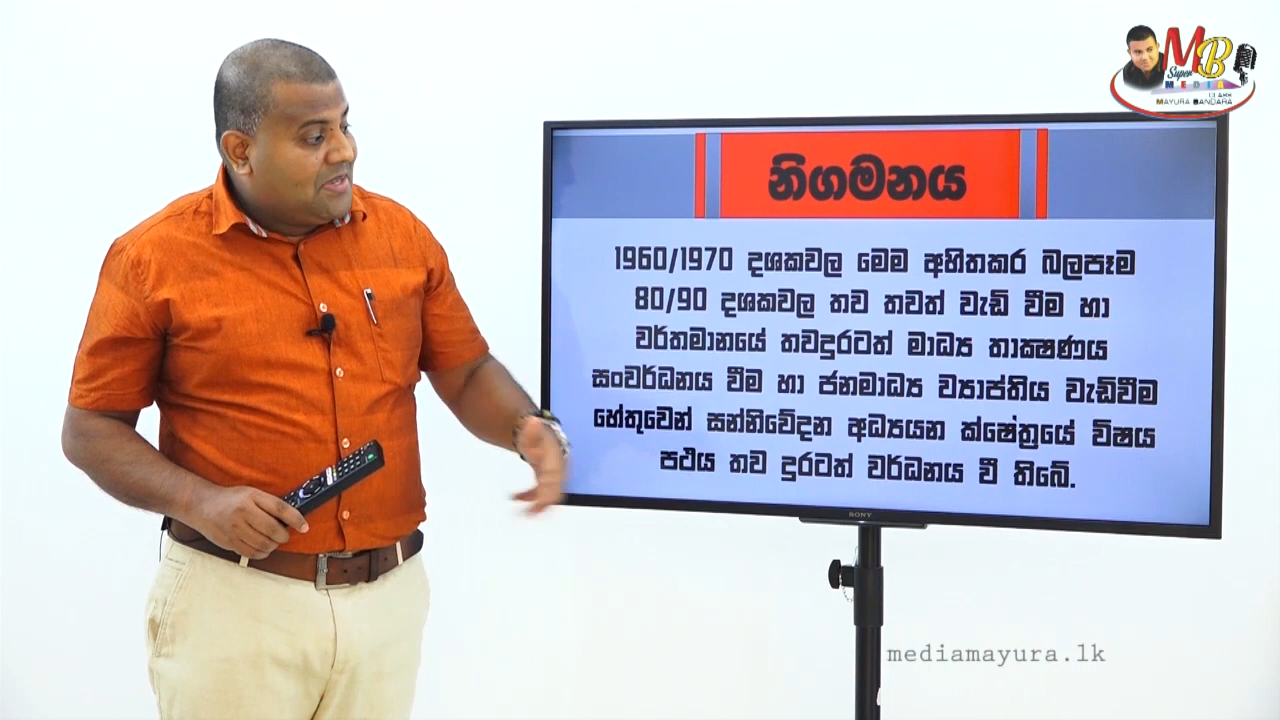 MB
Super
MEDIA
CLASS
MAYURA BANDARA
නිගමනය
1960/1970 දශකවල මෙම අහිතකර බලපෑම
80/90 දශකවල තව තවත් වැඩි වීම හා
වර්තමානයේ තවදුරටත් මාධ්‍ය තාක්ෂණය
සංවර්ධනය වීම හා ජනමාධ්‍ය ව්‍යාප්තිය වැඩිවීම
හේතුවෙන් සන්නිවේදන අධ්‍යයන ක්ෂේත්‍රයේ විෂය
පථය තව දුරටත් වර්ධනය වී තිබේ.
SONY
mediamayura.lk